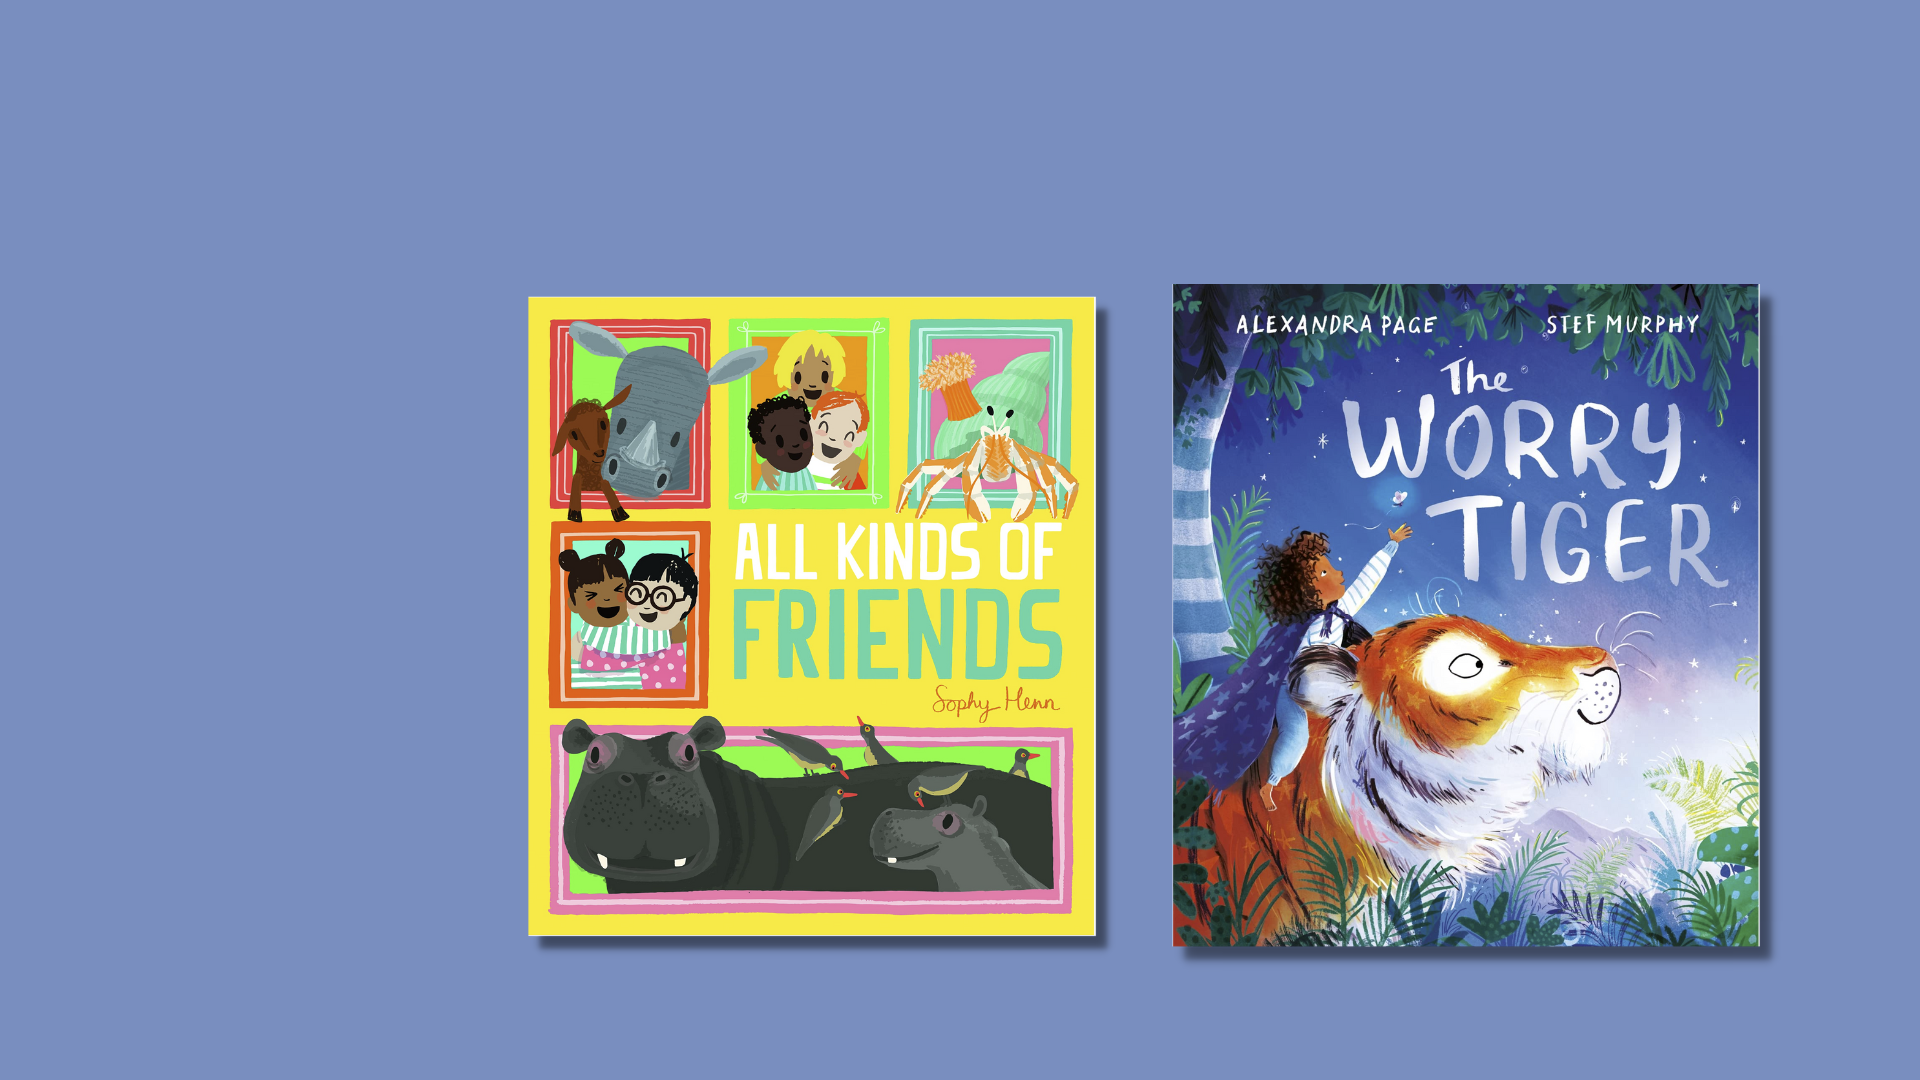 ALL KINDS OF
FRIENDS
Sophy Henn
ALEXANDRA PAGE
STEF MURPHY
The
WORRY
TIGER